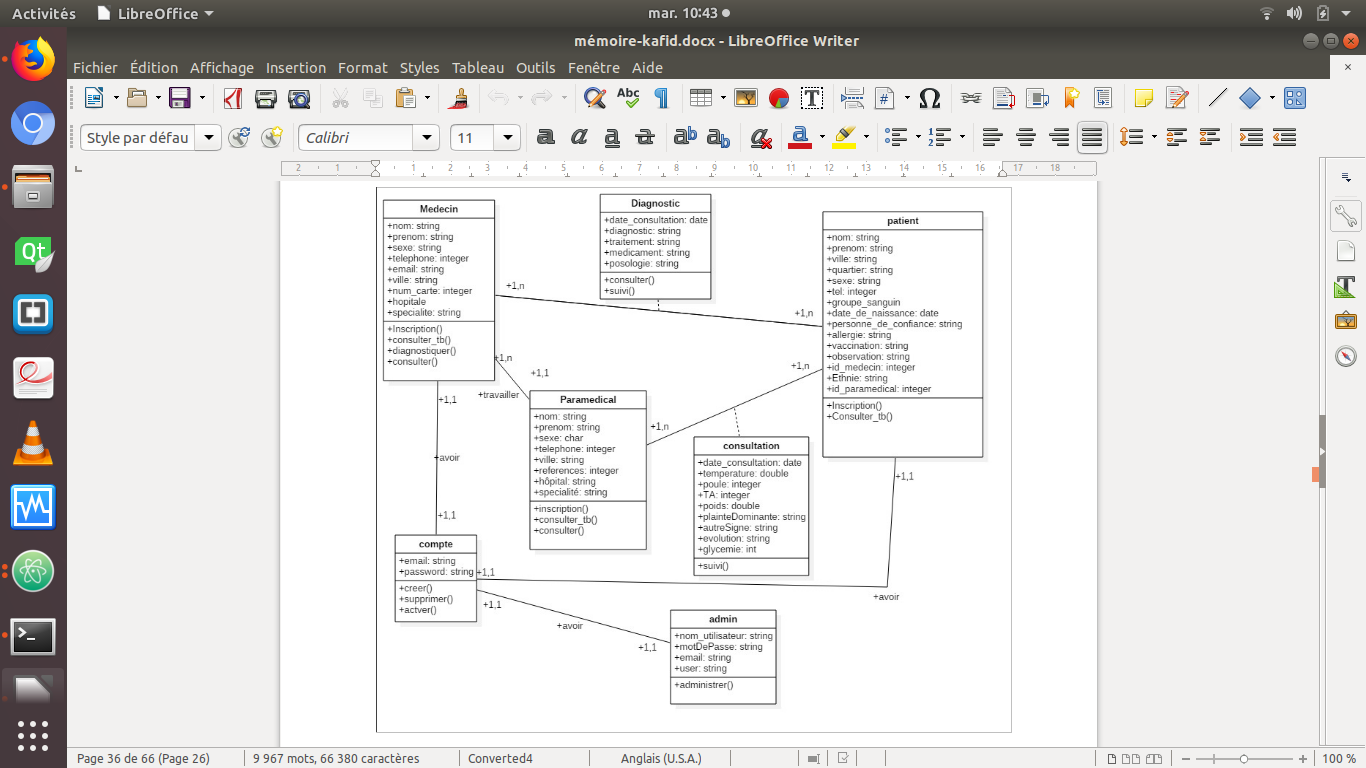 Activités
LibreOffice
mar. 10:43
mémoire-kafid.docx - LibreOffice Writer
Fichier Édition Affichage Insertion Format Styles Tableau Outils Fenêtre Aide
Abc
Style par défau
Calibri
11
2 1 1 2 3 4 5 6 7 8 9 10 11 12 13 14 15 16 17 18
Medecin
+nom: string
+prenom: string
+sexe: string
+telephone: integer
+email: string
+ville: string
+num_carte: integer
+hopitale
+specialite: string
+Inscription()
+consulter_tb()
+diagnostiquer()
+consulter()
Diagnostic
+date_consultation: date
+diagnostic: string
+traitement: string
+medicament: string
+posologie: string
+consulter()
+suivi()
patient
+nom: string
+prenom: string
+ville: string
+quartier: string
+sexe: string
+tel: integer
+groupe_sanguin
+date_de_naissance: date
+personne_de_confiance: string
+allergie: string
+vaccination: string
+observation: string
+id_medecin: integer
+Ethnie: string
+id_paramedical: integer
+Inscription()
+Consulter_tb()
+1,n
+1,n
+1,n
+1,1
+travailler
+1,n
+1,n
+1,1
+avoir
+1,1
Paramedical
+nom: string
+prenom: string
+sexe: char
+telephone: integer
+ville: string
+references: integer
+hôpital: string
+specialité: string
+inscription()
+consulter_tb()
+consulter()
consultation
+date_consultation: date
+temperature: double
+poule: integer
+TA: integer
+poids: double
+plainteDominante: string
+autreSigne: string
+evolution: string
+glycemie: int
+suivi()
+1,1
compte
+email: string
+password: string
+creer()
+supprimer()
+actver()
+1,1
+avoir
+1,1
+avoir
+1,1
admin
+nom_utilisateur: string
+motDePasse: string
+email: string
+user: string
+administrer()
Page 36 de 66 (Page 26)
9 967 mots, 66 380 caractères
Converted4
Anglais (U.S.A.)
100 %